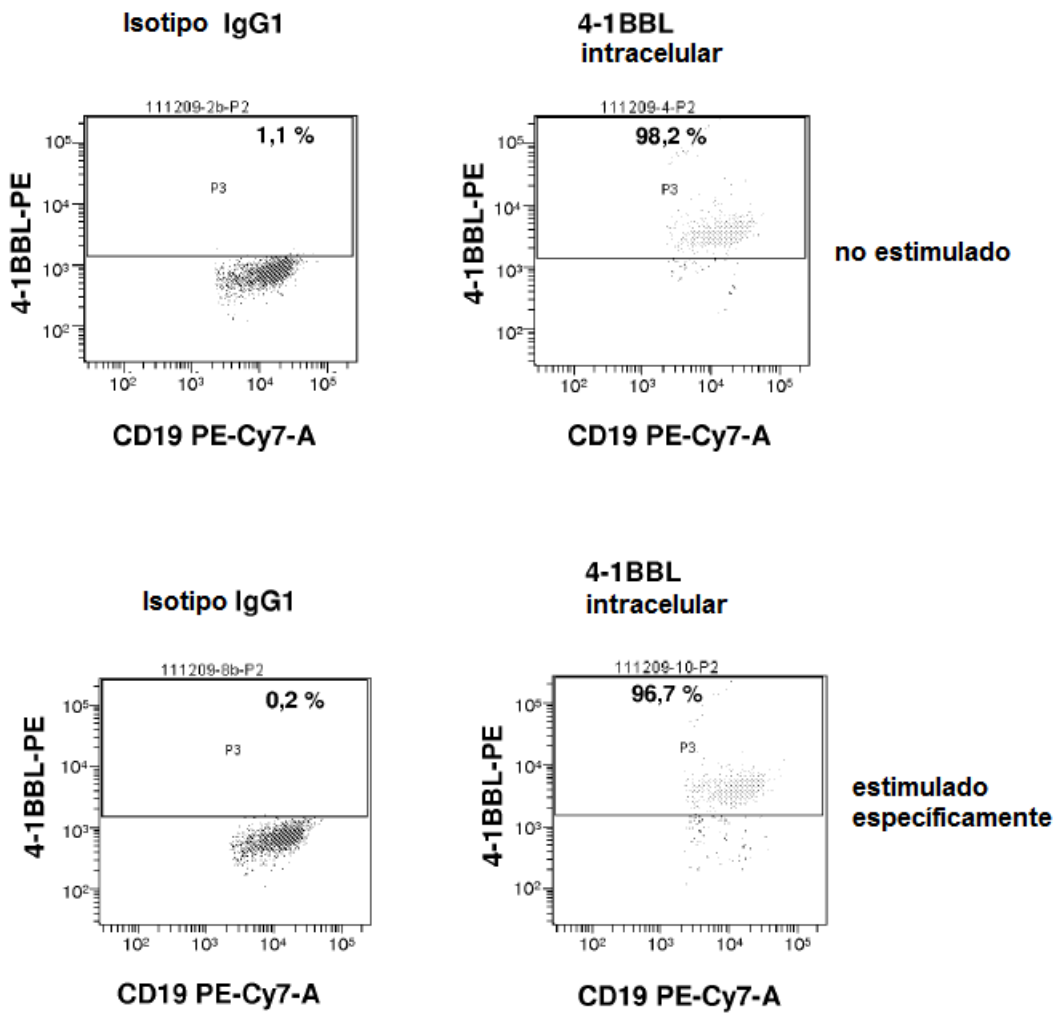 Isotipo IgG1
4-1BBL
intracelular
111209-2b-P2
1,1 %
P3
10⁵
10⁴
10³
10²
4-1BBL-PE
10² 10³ 10⁴ 10⁵
CD19 PE-Cy7-A
111209-4-P2
98,2 %
P3
10⁵
10⁴
10³
10²
4-1BBL-PE
10² 10³ 10⁴ 10⁵
CD19 PE-Cy7-A
no estimulado
Isotipo IgG1
4-1BBL
intracelular
111209-8b-P2
0,2 %
P3
10⁵
10⁴
10³
10²
4-1BBL-PE
10² 10³ 10⁴ 10⁵
CD19 PE-Cy7-A
111209-10-P2
96,7 %
P3
10⁵
10⁴
10³
10²
4-1BBL-PE
10² 10³ 10⁴ 10⁵
CD19 PE-Cy7-A
estimulado
específicamente